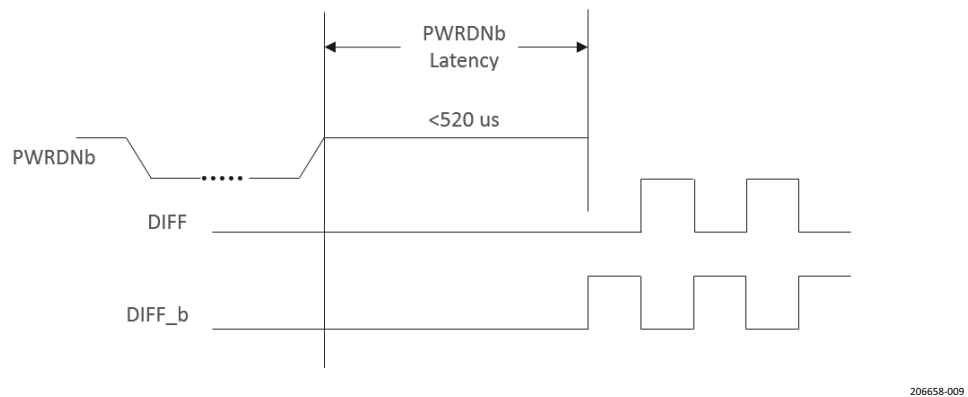 PWRDNb
Latency
<520 us
PWRDNb
DIFF
DIFF_b
206658-009